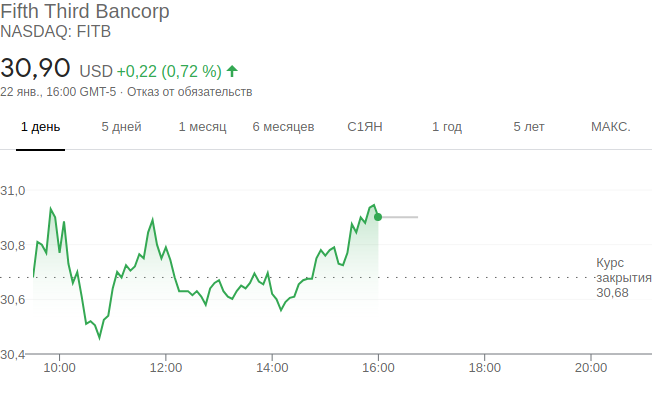 Fifth Third Bancorp
NASDAQ: FITB
30,90 USD +0,22 (0,72 %)
22 янв., 16:00 GMT-5 · Отказ от обязательств
1 день 5 дней 1 месяц 6 месяцев С1ЯН 1 год 5 лет МАКС.
31,0
30,8
Курс
закрытия
30,68
30,6
30,4
10:00 12:00 14:00 16:00 18:00 20:00